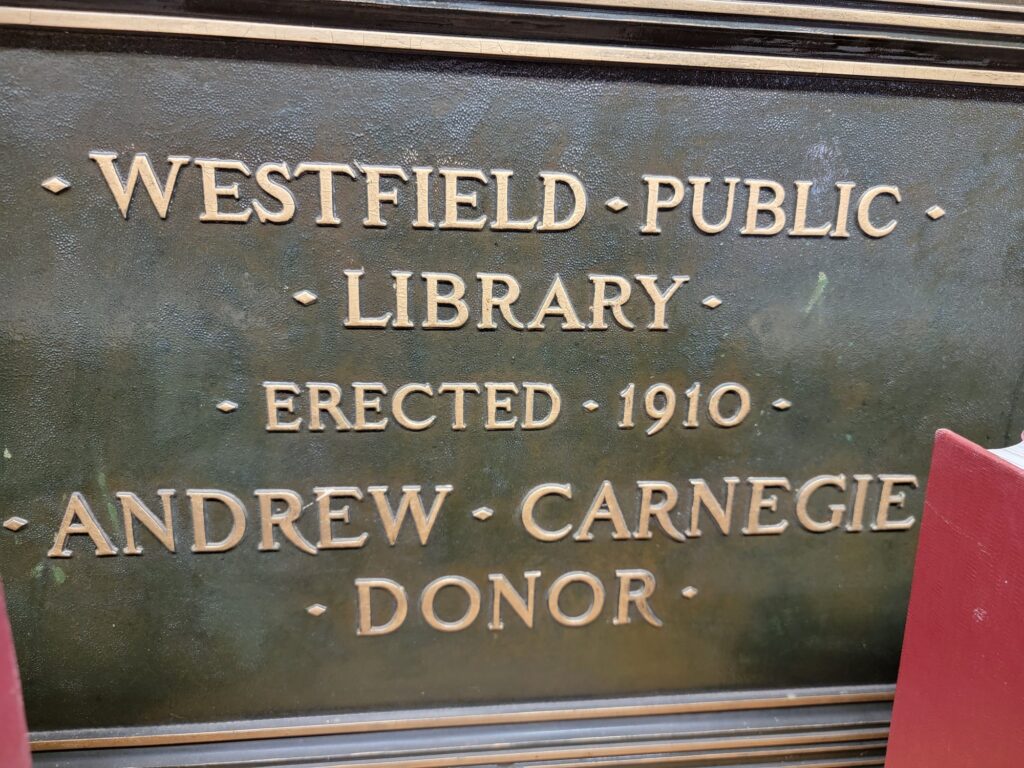 · WESTFIELD · PUBLIC ·
· LIBRARY ·
· ERECTED · 1910 ·
· ANDREW · CARNEGIE
· DONOR ·